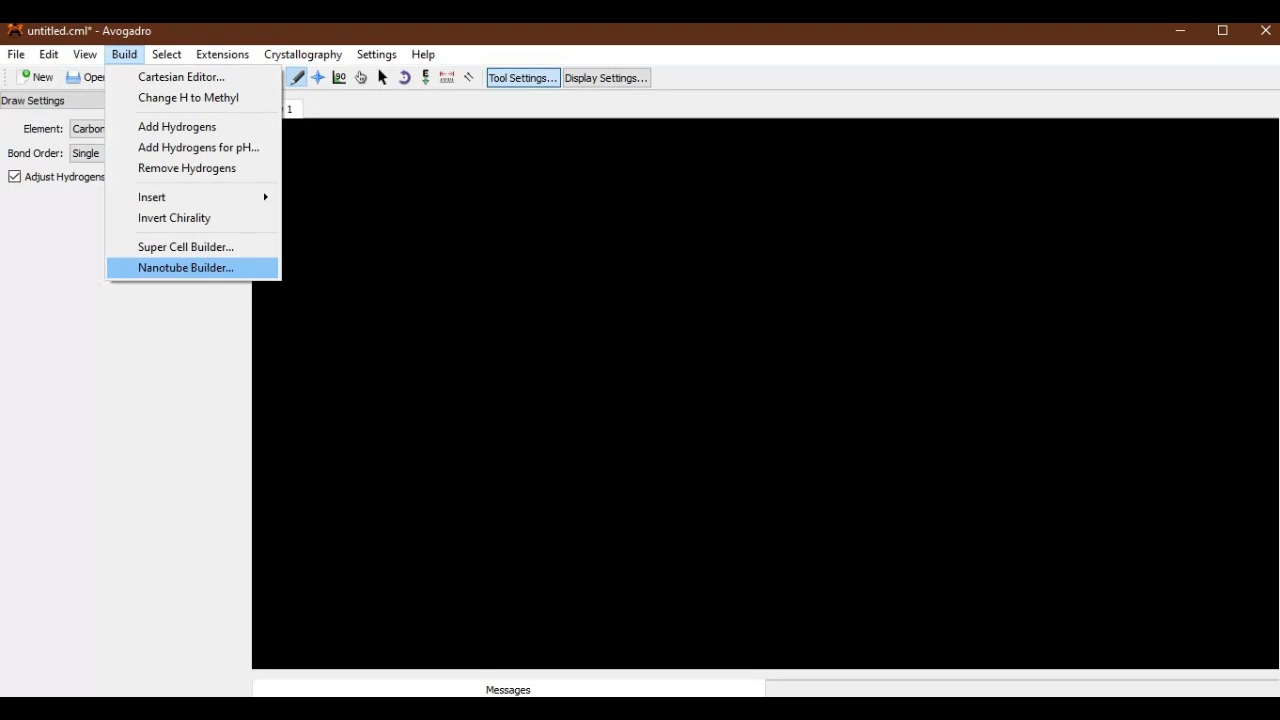 untitled.cml* - Avogadro
File Edit View Build Select Extensions Crystallography Settings Help
New Open Tool Settings... Display Settings...
Draw Settings
1
Element: Carbon
Bond Order: Single
Adjust Hydrogens
Cartesian Editor...
Change H to Methyl
Add Hydrogens
Add Hydrogens for pH...
Remove Hydrogens
Insert
Invert Chirality
Super Cell Builder...
Nanotube Builder...
Messages